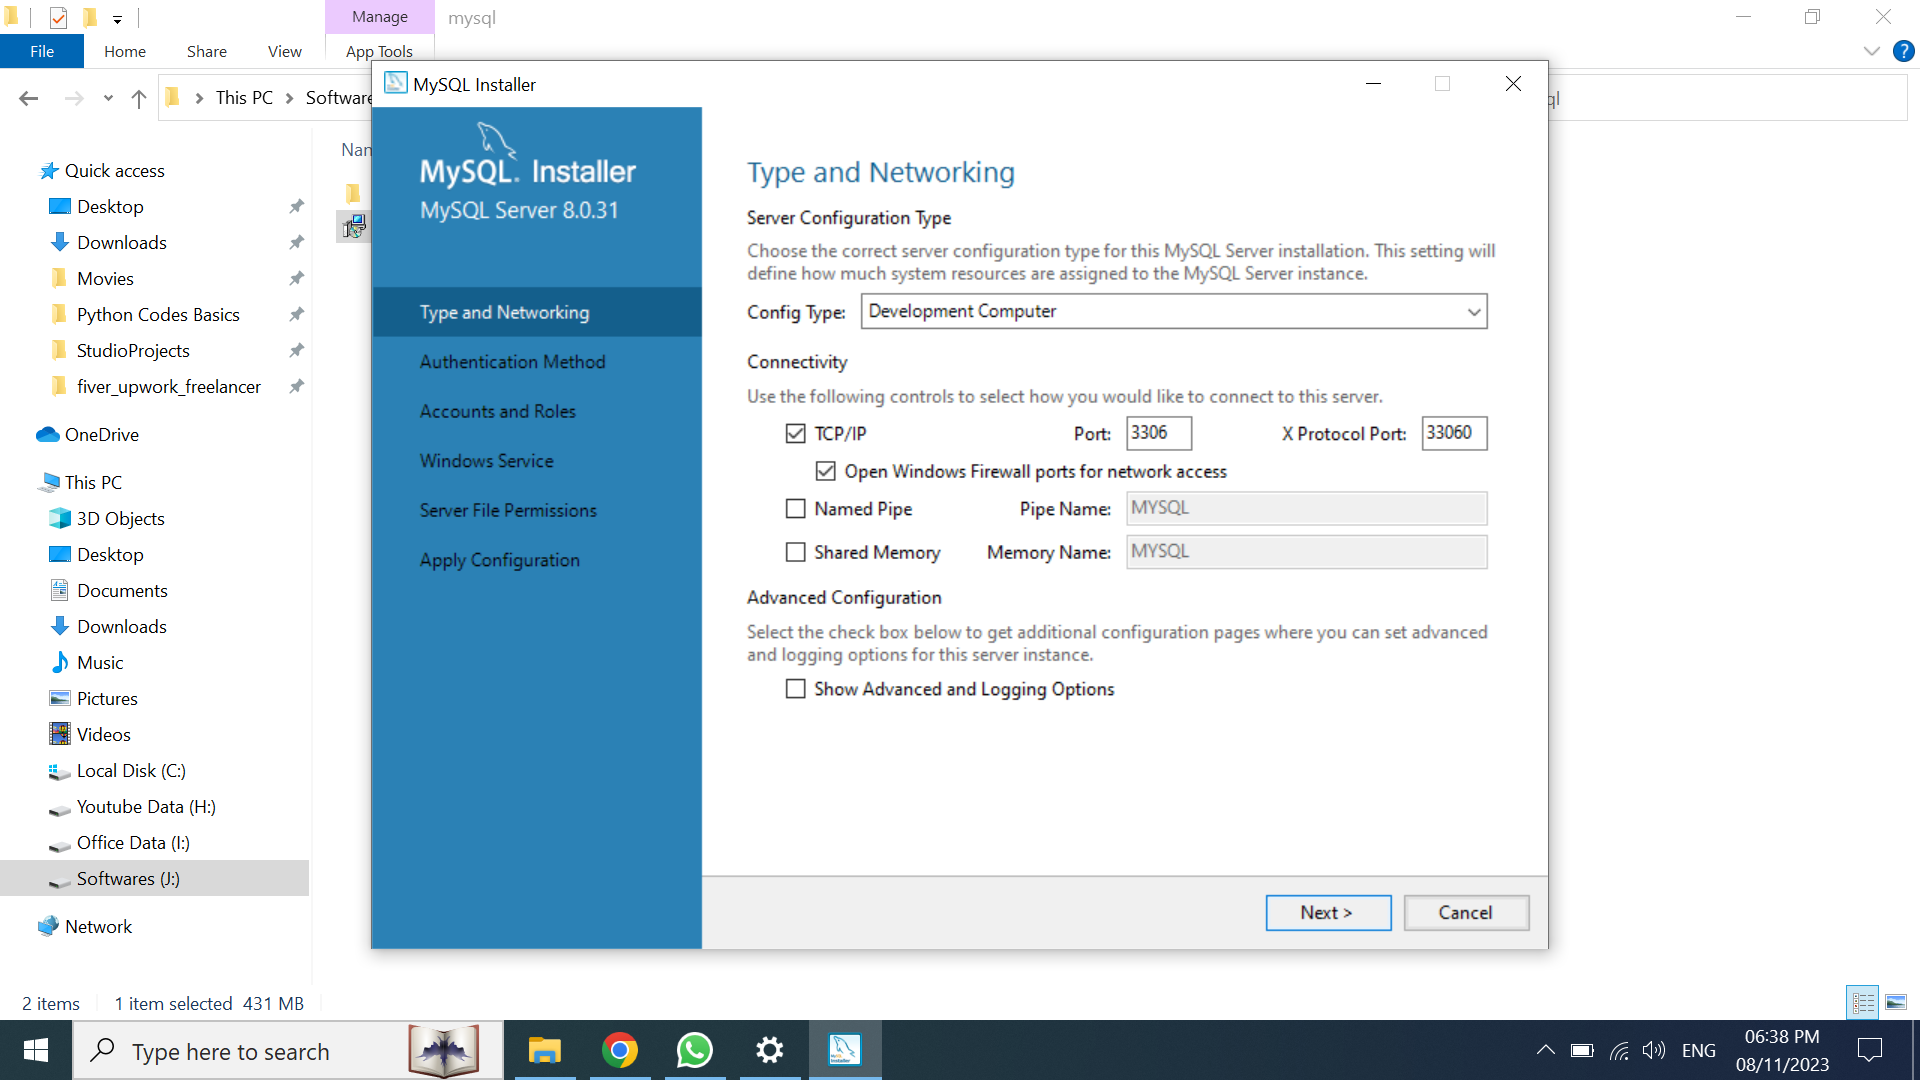 Manage
mysql
File
Home
Share
View
App Tools
This PC
Software
ql
MySQL Installer
Nan
Quick access
Desktop
Downloads
Movies
Python Codes Basics
StudioProjects
fiver_upwork_freelancer
OneDrive
This PC
3D Objects
Desktop
Documents
Downloads
Music
Pictures
Videos
Local Disk (C:)
Youtube Data (H:)
Office Data (I:)
Softwares (J:)
Network
MySQL. Installer
MySQL Server 8.0.31
Type and Networking
Authentication Method
Accounts and Roles
Windows Service
Server File Permissions
Apply Configuration
Type and Networking
Server Configuration Type
Choose the correct server configuration type for this MySQL Server installation. This setting will
define how much system resources are assigned to the MySQL Server instance.
Config Type: Development Computer
Connectivity
Use the following controls to select how you would like to connect to this server.
TCP/IP Port: 3306 X Protocol Port: 33060
Open Windows Firewall ports for network access
Named Pipe Pipe Name: MYSQL
Shared Memory Memory Name: MYSQL
Advanced Configuration
Select the check box below to get additional configuration pages where you can set advanced
and logging options for this server instance.
Show Advanced and Logging Options
Next > Cancel
2 items 1 item selected 431 MB
Type here to search
ENG
06:38 PM
08/11/2023